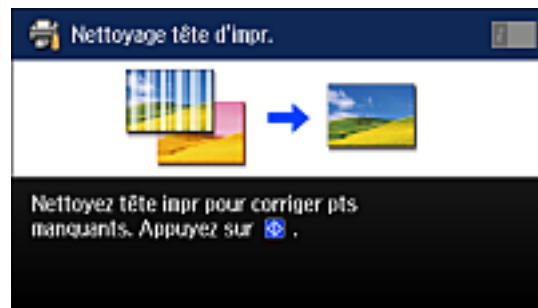 Nettoyage tête d'impr.
Nettoyez tête impr pour corriger pts
manquants. Appuyez sur .